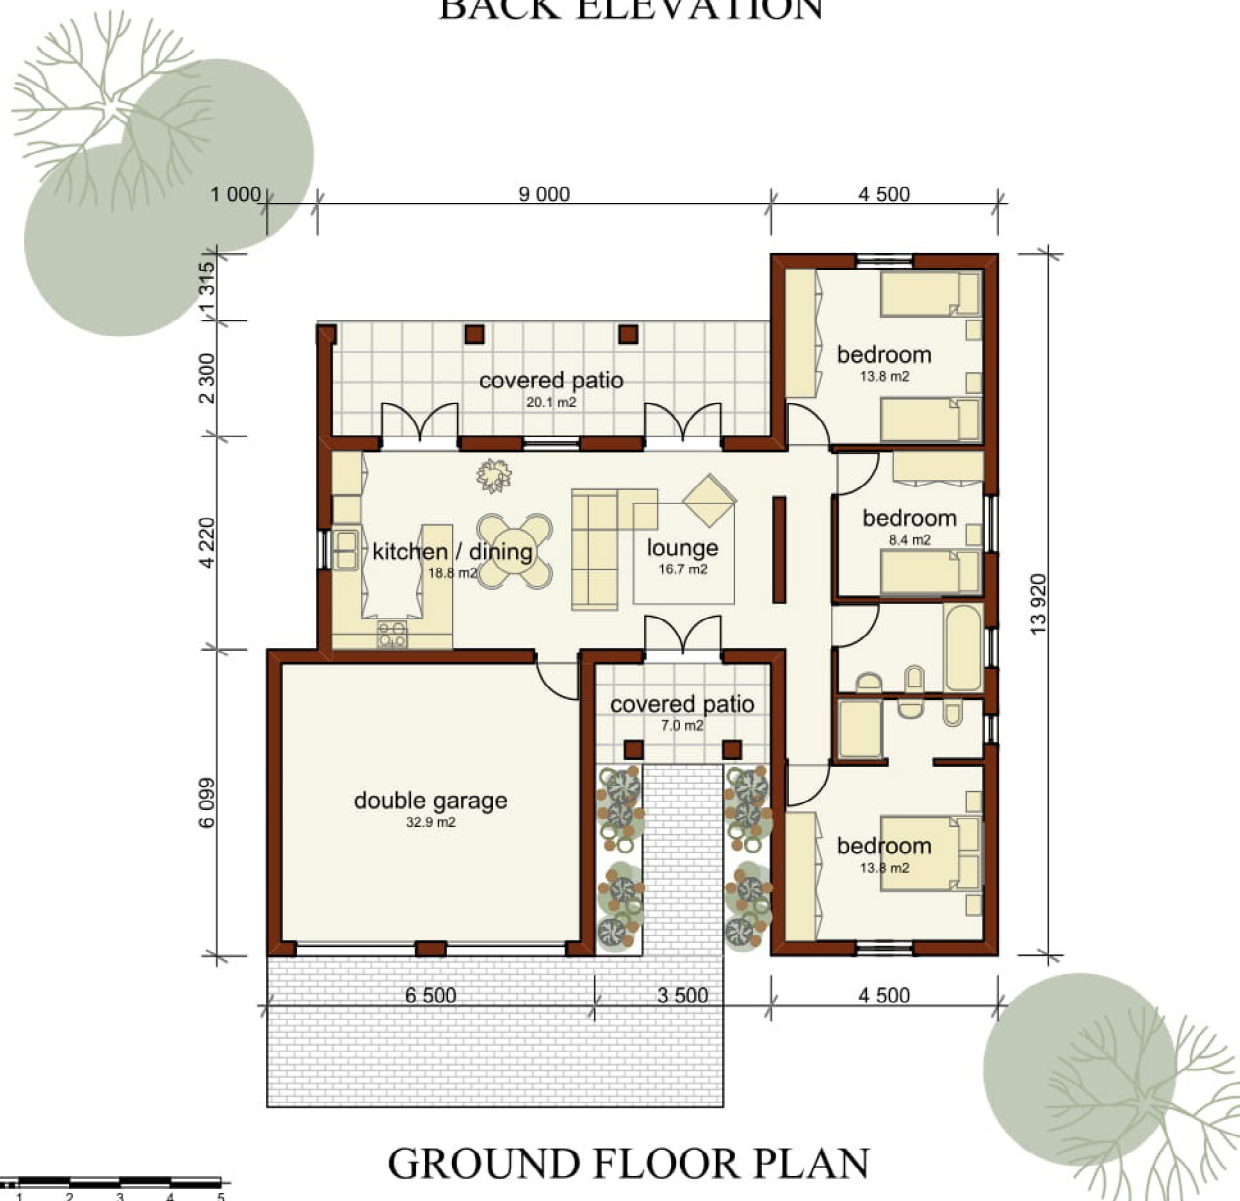 BACK ELEVATION
1 000
9 000
4 500
1 315
2 300
4 220
6 099
13 920
bedroom
13.8 m2
covered patio
20.1 m2
bedroom
8.4 m2
kitchen / dining
18.8 m2
lounge
16.7 m2
covered patio
7.0 m2
double garage
32.9 m2
bedroom
13.8 m2
6 500
3 500
4 500
GROUND FLOOR PLAN
1 2 3 4 5